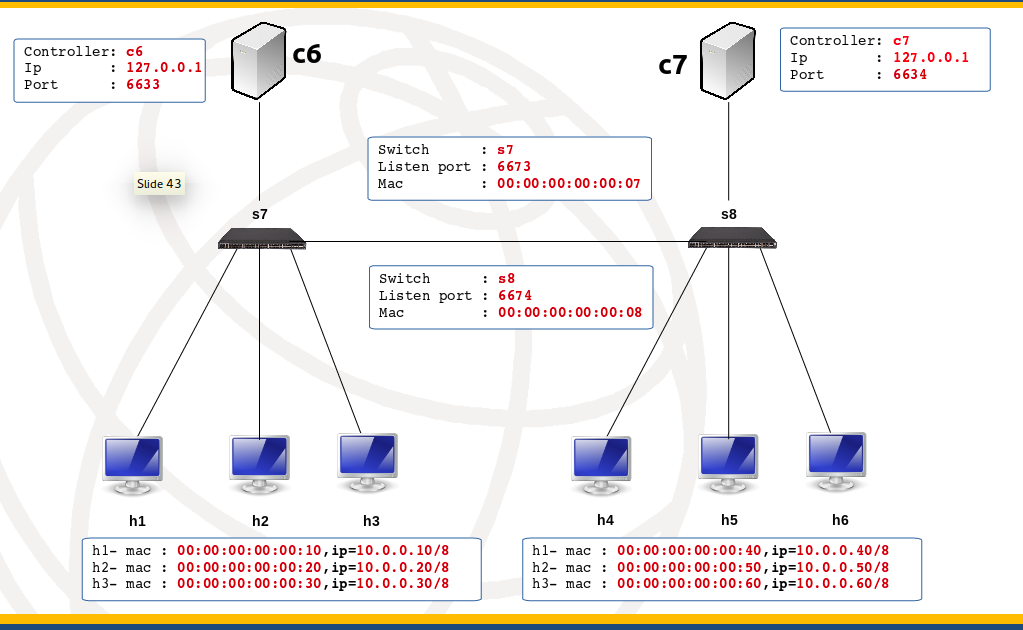 Controller: c6
Ip : 127.0.0.1
Port : 6633
c6
c7
Controller: c7
Ip : 127.0.0.1
Port : 6634
Switch : s7
Listen port : 6673
Mac : 00:00:00:00:00:07
Slide 43
s7
s8
Switch : s8
Listen port : 6674
Mac : 00:00:00:00:00:08
h1
h2
h3
h4
h5
h6
h1- mac : 00:00:00:00:00:10,ip=10.0.0.10/8
h2- mac : 00:00:00:00:00:20,ip=10.0.0.20/8
h3- mac : 00:00:00:00:00:30,ip=10.0.0.30/8
h1- mac : 00:00:00:00:00:40,ip=10.0.0.40/8
h2- mac : 00:00:00:00:00:50,ip=10.0.0.50/8
h3- mac : 00:00:00:00:00:60,ip=10.0.0.60/8